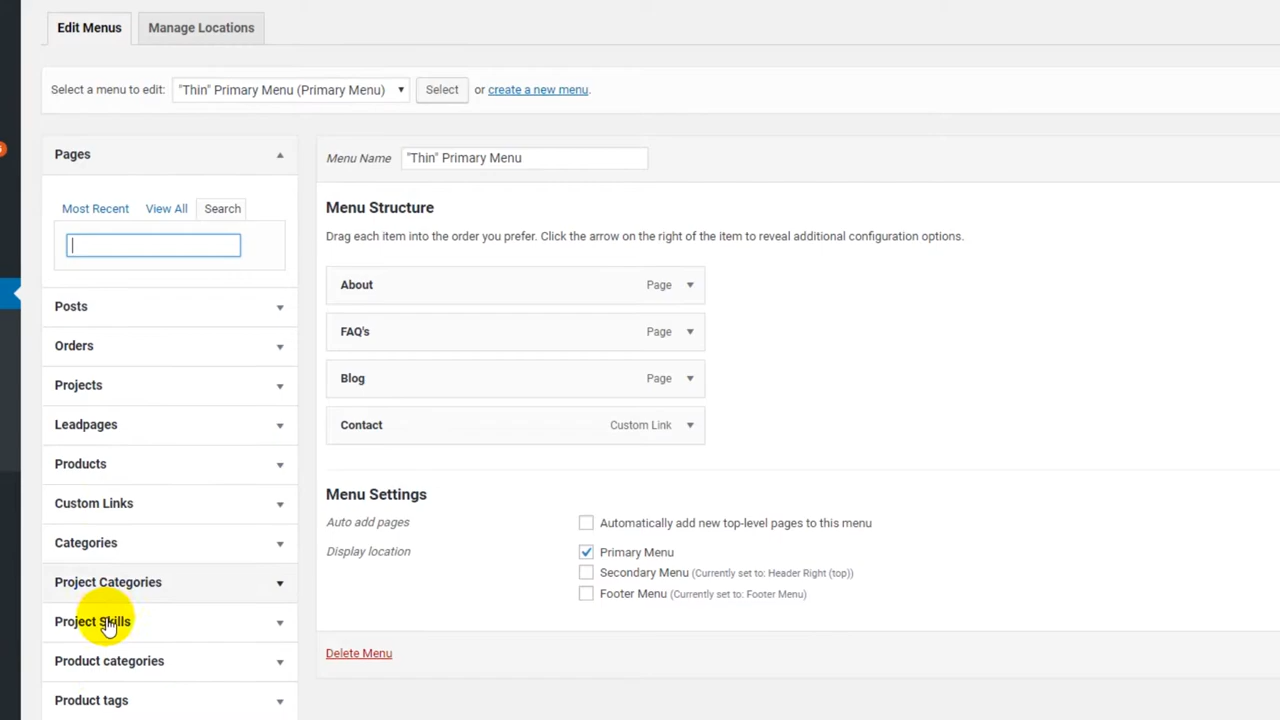 Edit Menus
Manage Locations
Select a menu to edit: "Thin" Primary Menu (Primary Menu) Select or create a new menu.
Pages
Most Recent View All Search
Posts
Orders
Projects
Leadpages
Products
Custom Links
Categories
Project Categories
Project Skills
Product categories
Product tags
Menu Name "Thin" Primary Menu
Menu Structure
Drag each item into the order you prefer. Click the arrow on the right of the item to reveal additional configuration options.
About Page
FAQ's Page
Blog Page
Contact Custom Link
Menu Settings
Auto add pages Automatically add new top-level pages to this menu
Display location Primary Menu
Secondary Menu (Currently set to: Header Right (top))
Footer Menu (Currently set to: Footer Menu)
Delete Menu